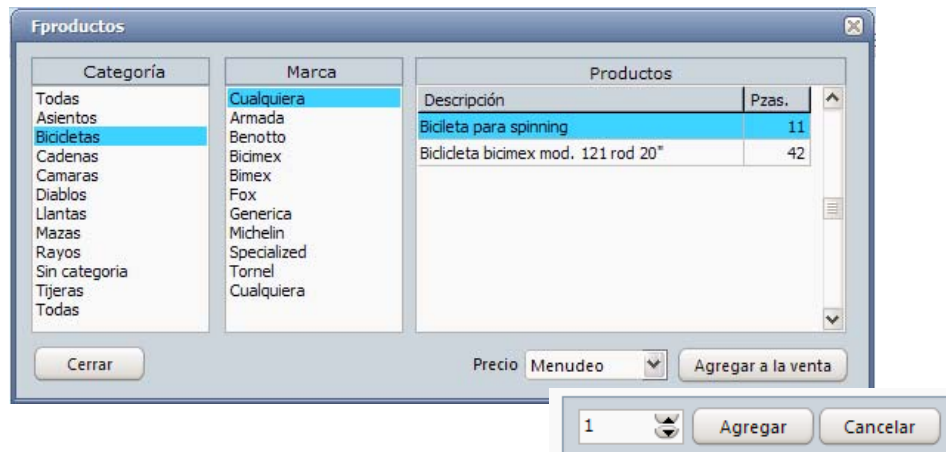 Fproductos
Categoría
Todas
Asientos
Bicicletas
Cadenas
Camaras
Diablos
Llantas
Mazas
Rayos
Sin categoria
Tijeras
Todas
Marca
Cualquiera
Armada
Benotto
Bicimex
Bimex
Fox
Generica
Michelin
Specialized
Tornel
Cualquiera
Productos
Descripción Pzas.
Bicileta para spinning 11
Biclicleta bicimex mod. 121 rod 20" 42
Cerrar
Precio Menudeo Agregar a la venta
1 Agregar Cancelar